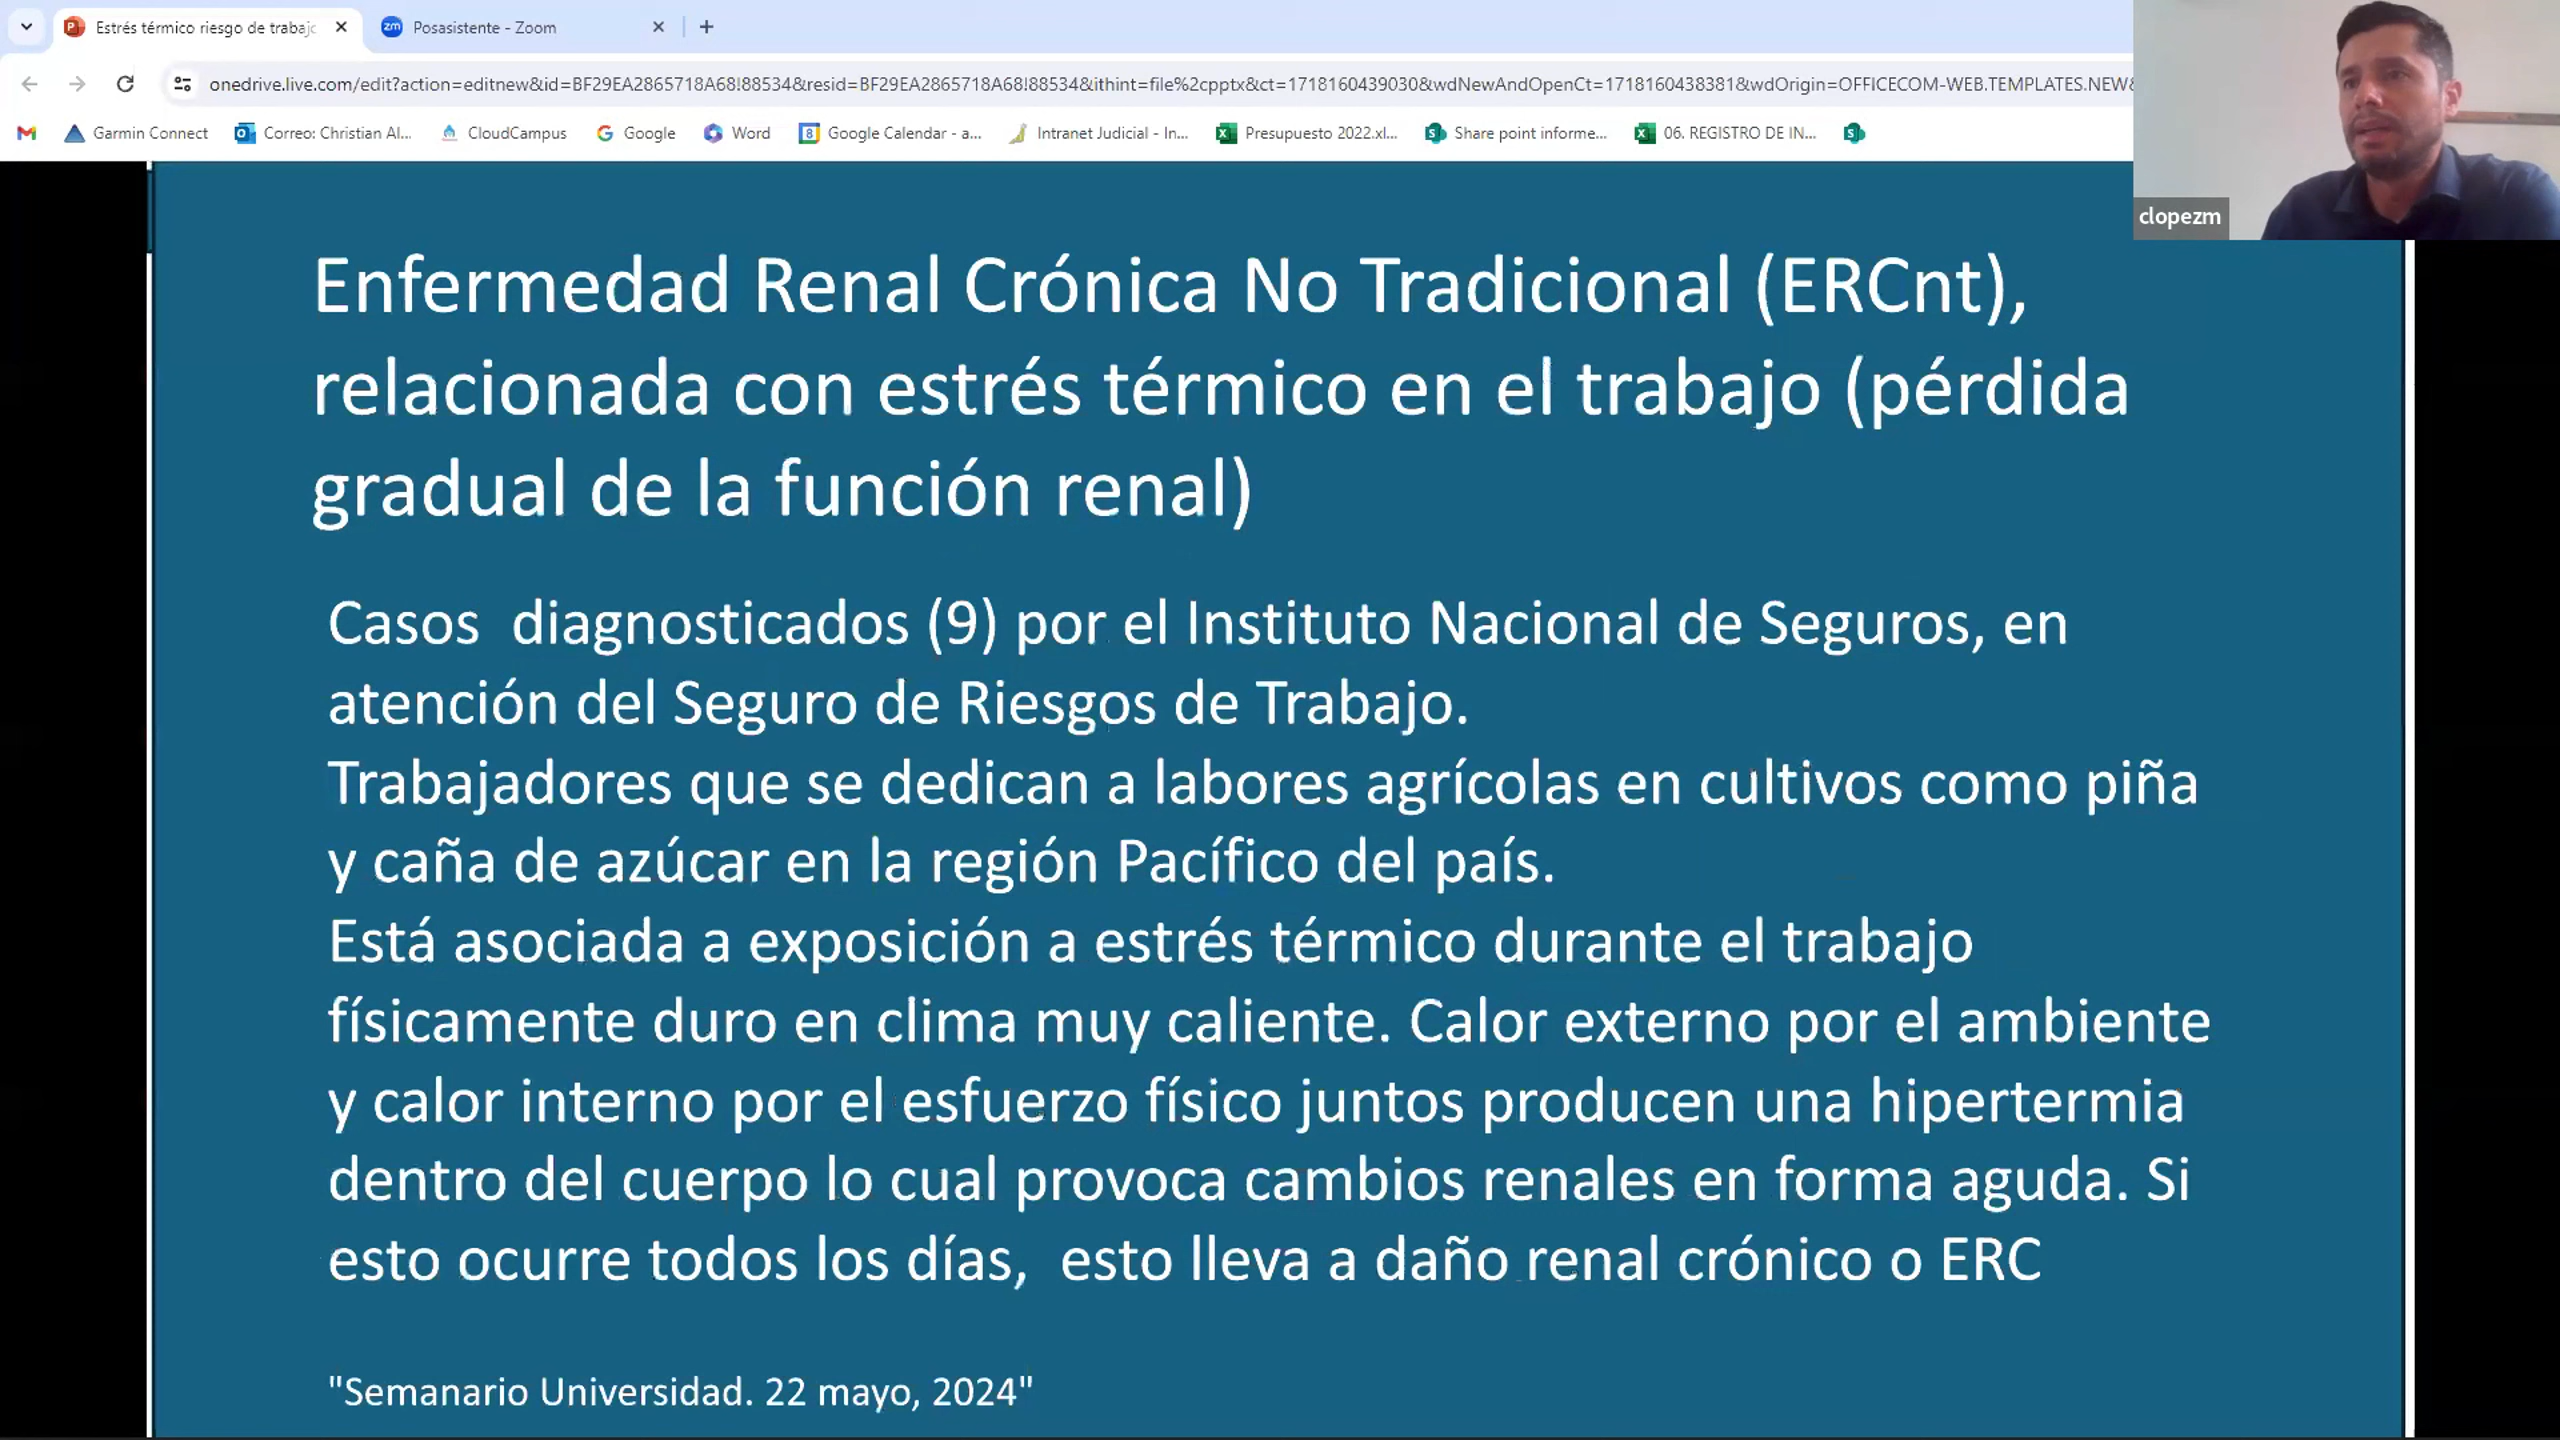 Estrés térmico riesgo de trabajo
Posasistente - Zoom
onedrive.live.com/edit?action=editnew&id=BF29EA2865718A68!88534&resid=BF29EA2865718A68!88534&ithint=file%2cpptx&ct=1718160439030&wdNewAndOpenCt=1718160438381&wdOrigin=OFFICECOM-WEB.TEMPLATES.NEW&
Garmin Connect
Correo: Christian Al...
CloudCampus
Google
Word
Google Calendar - a...
Intranet Judicial - In...
Presupuesto 2022.xl...
Share point informe...
06. REGISTRO DE IN...
clopezm
Enfermedad Renal Crónica No Tradicional (ERCnt),
relacionada con estrés térmico en el trabajo (pérdida
gradual de la función renal)
Casos diagnosticados (9) por el Instituto Nacional de Seguros, en
atención del Seguro de Riesgos de Trabajo.
Trabajadores que se dedican a labores agrícolas en cultivos como piña
y caña de azúcar en la región Pacífico del país.
Está asociada a exposición a estrés térmico durante el trabajo
físicamente duro en clima muy caliente. Calor externo por el ambiente
y calor interno por el esfuerzo físico juntos producen una hipertermia
dentro del cuerpo lo cual provoca cambios renales en forma aguda. Si
esto ocurre todos los días, esto lleva a daño renal crónico o ERC
"Semanario Universidad. 22 mayo, 2024"